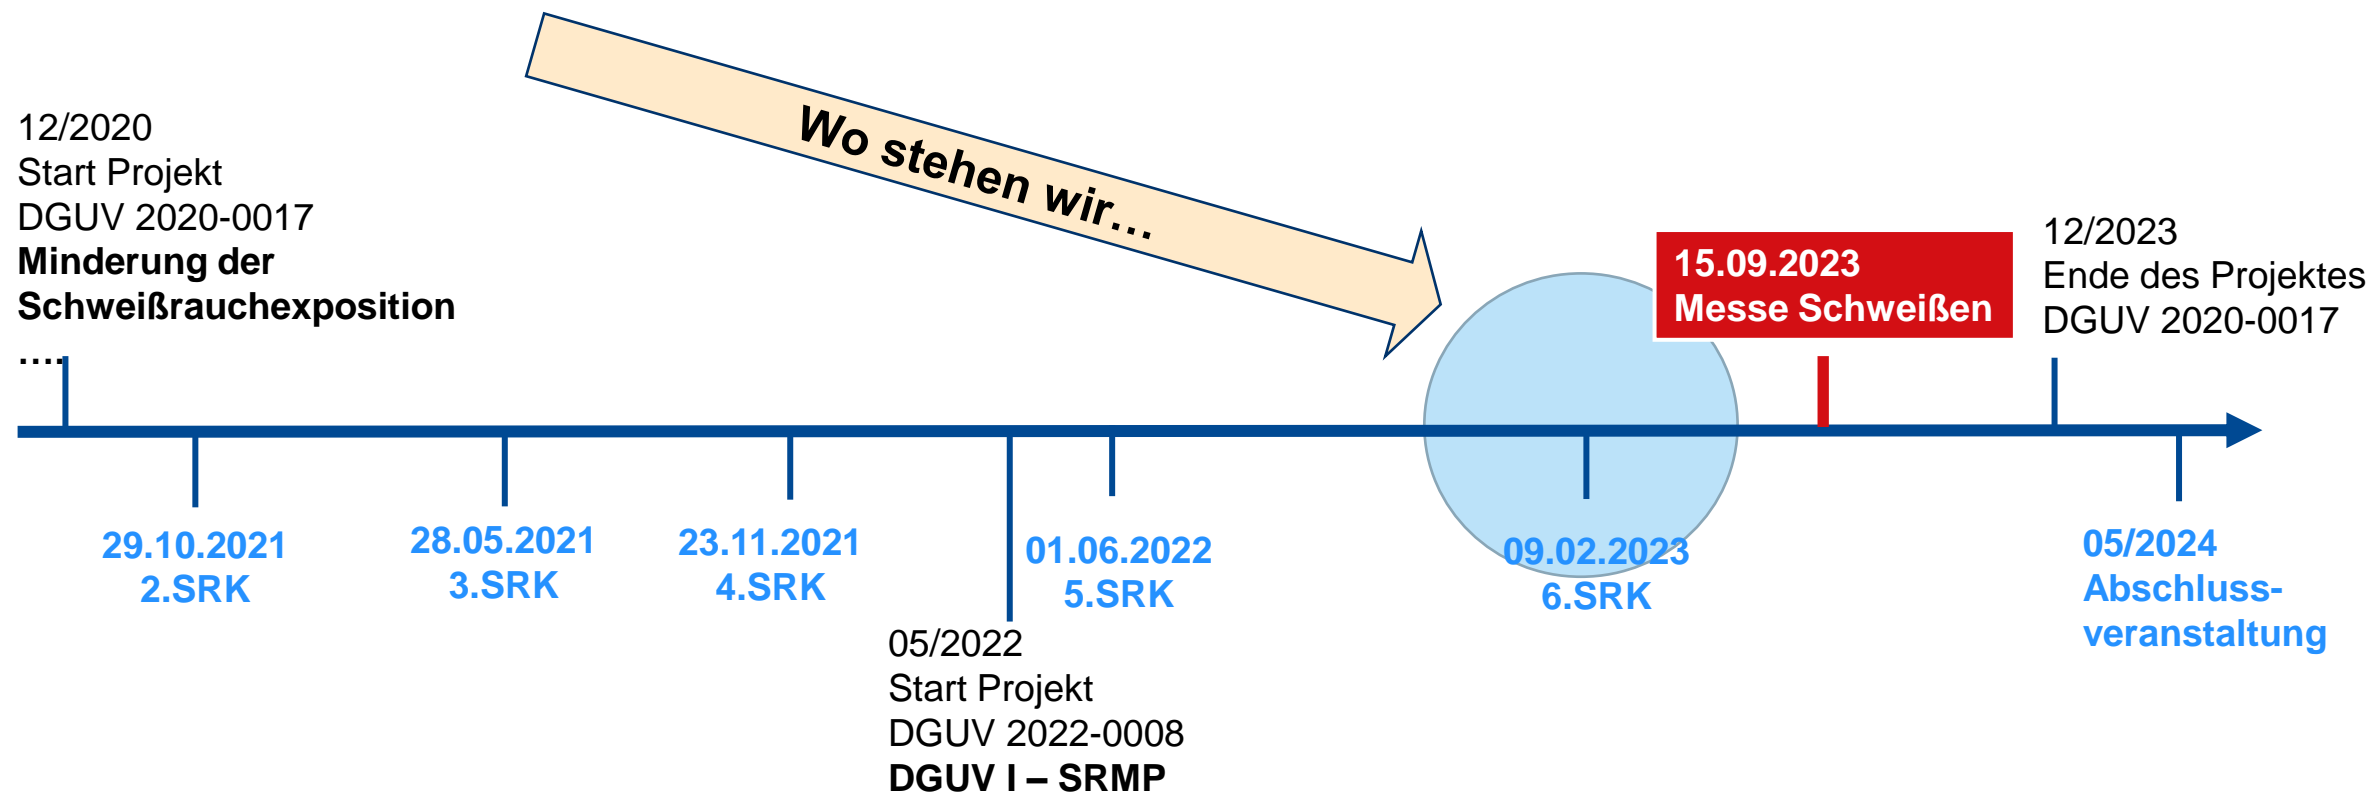 Wo stehen wir...
12/2020
Start Projekt
DGUV 2020-0017
Minderung der
Schweißrauchexposition
....
15.09.2023
Messe Schweißen
12/2023
Ende des Projektes
DGUV 2020-0017
29.10.2021
2.SRK
28.05.2021
3.SRK
23.11.2021
4.SRK
01.06.2022
5.SRK
09.02.2023
6.SRK
05/2024
Abschluss-
veranstaltung
05/2022
Start Projekt
DGUV 2022-0008
DGUV I – SRMP